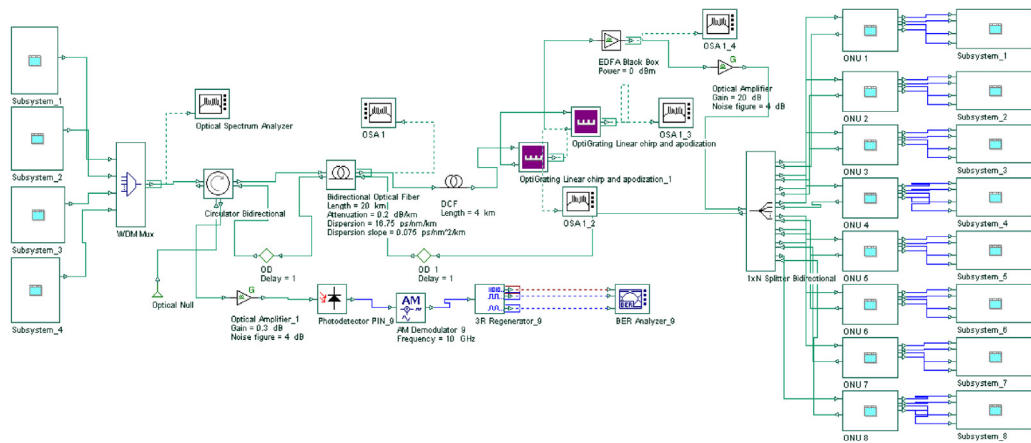 Subsystem_1
Subsystem_2
Subsystem_3
Subsystem_4
WDM Mux
Optical Spectrum Analyzer
Circulator Bidirectional
Optical Null
OSA 1
Bidirectional Optical Fiber
Length = 20 km
Attenuation = 0.2 dB/km
Dispersion = 16.75 ps/nm/km
Dispersion slope = 0.075 ps/nm^2/km
OD
Delay = 1
OD_1
Delay = 1
DCF
Length = 4 km
Optical Amplifier_1
Gain = 0.3 dB
Noise figure = 4 dB
Photodetector PIN_9
AM
AM Demodulator 9
Frequency = 10 GHz
3R Regenerator_9
BER
BER Analyzer_9
OptiGrating Linear chirp and apodization
OptiGrating Linear chirp and apodization_1
OSA 1_2
OSA 1_3
OSA 1_4
EDFA Black Box
Power = 0 dBm
G
Optical Amplifier
Gain = 20 dB
Noise figure = 4 dB
G
1xN Splitter Bidirectional
ONU 1
ONU 2
ONU 3
ONU 4
ONU 5
ONU 6
ONU 7
ONU 8
Subsystem_1
Subsystem_2
Subsystem_3
Subsystem_4
Subsystem_5
Subsystem_6
Subsystem_7
Subsystem_8